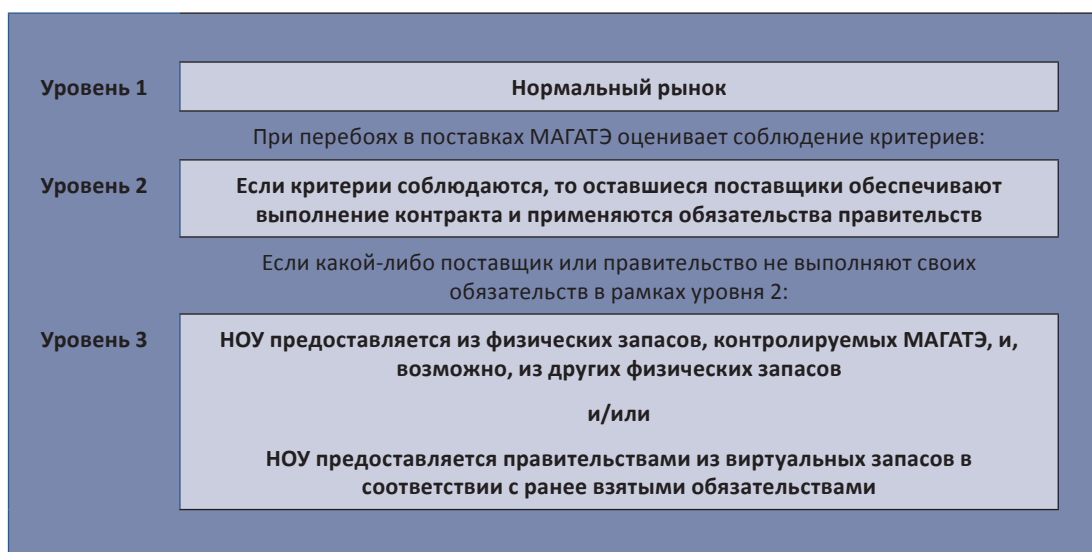 Уровень 1
Нормальный рынок
При перебоях в поставках МАГАТЭ оценивает соблюдение критериев:
Уровень 2
Если критерии соблюдаются, то оставшиеся поставщики обеспечивают
выполнение контракта и применяются обязательства правительств
Если какой-либо поставщик или правительство не выполняют своих
обязательств в рамках уровня 2:
Уровень 3
НОУ предоставляется из физических запасов, контролируемых МАГАТЭ, и,
возможно, из других физических запасов
и/или
НОУ предоставляется правительствами из виртуальных запасов в
соответствии с ранее взятыми обязательствами